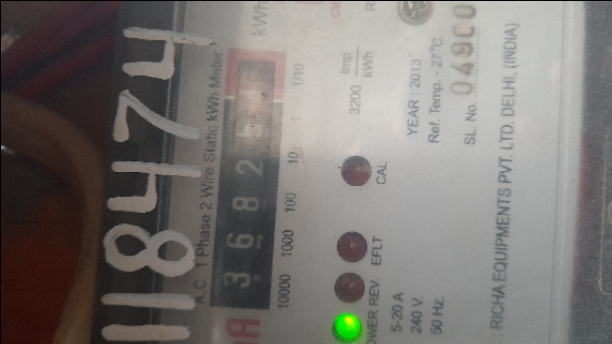 118474
A.C. 1 Phase 2 Wire Static kWh Meter
3 6 8 2
kWh
10000 1000 100 10 1 1/10
3200 Imp
kWh
CAL
EFLT
REV.
5-20 A
240 V.
50 Hz.
YEAR : 2013
Ref. Temp. - 27°C
SL. No.
RICHA EQUIPMENTS PVT. LTD. DELHI, (INDIA)